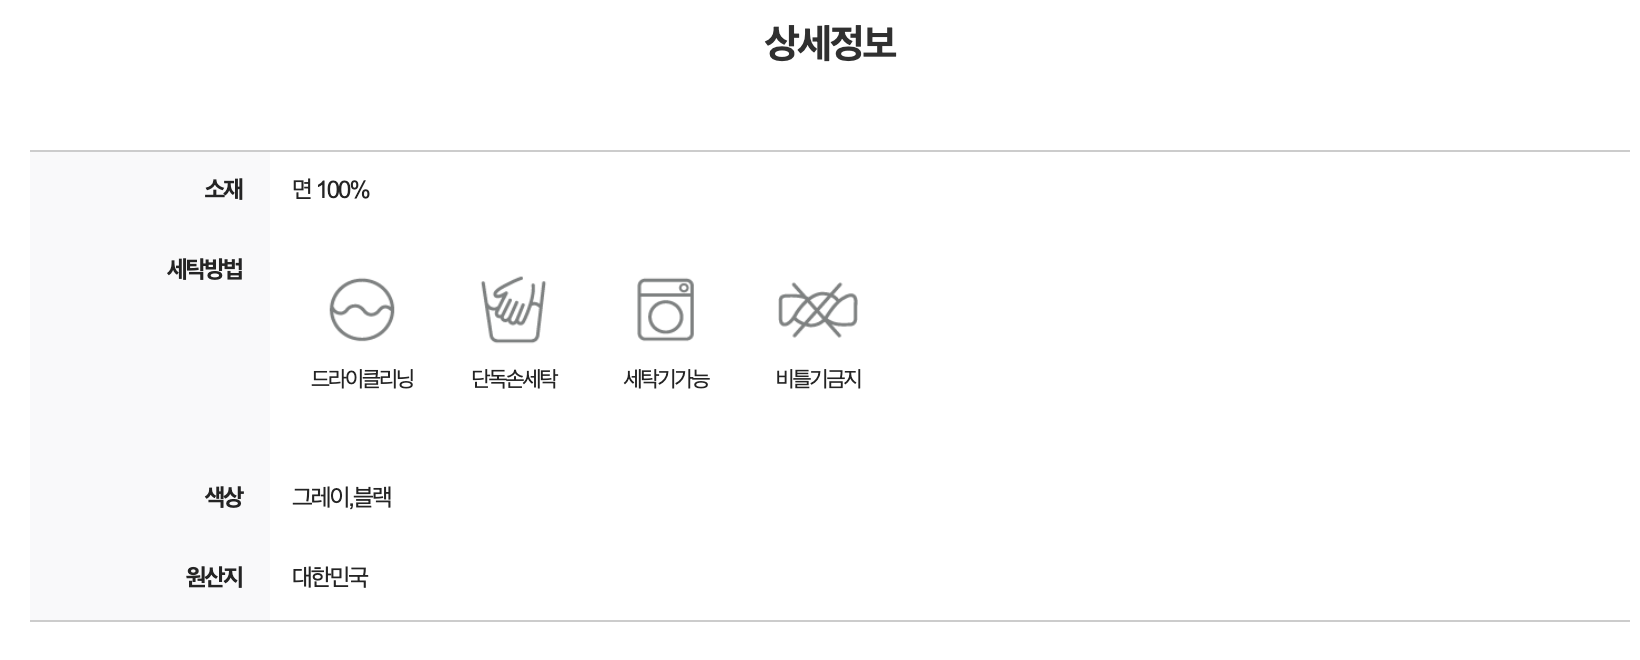 상세정보
소재 면 100%
세탁방법
드라이클리닝 단독손세탁 세탁기가능 비틀기금지
색상 그레이,블랙
원산지 대한민국